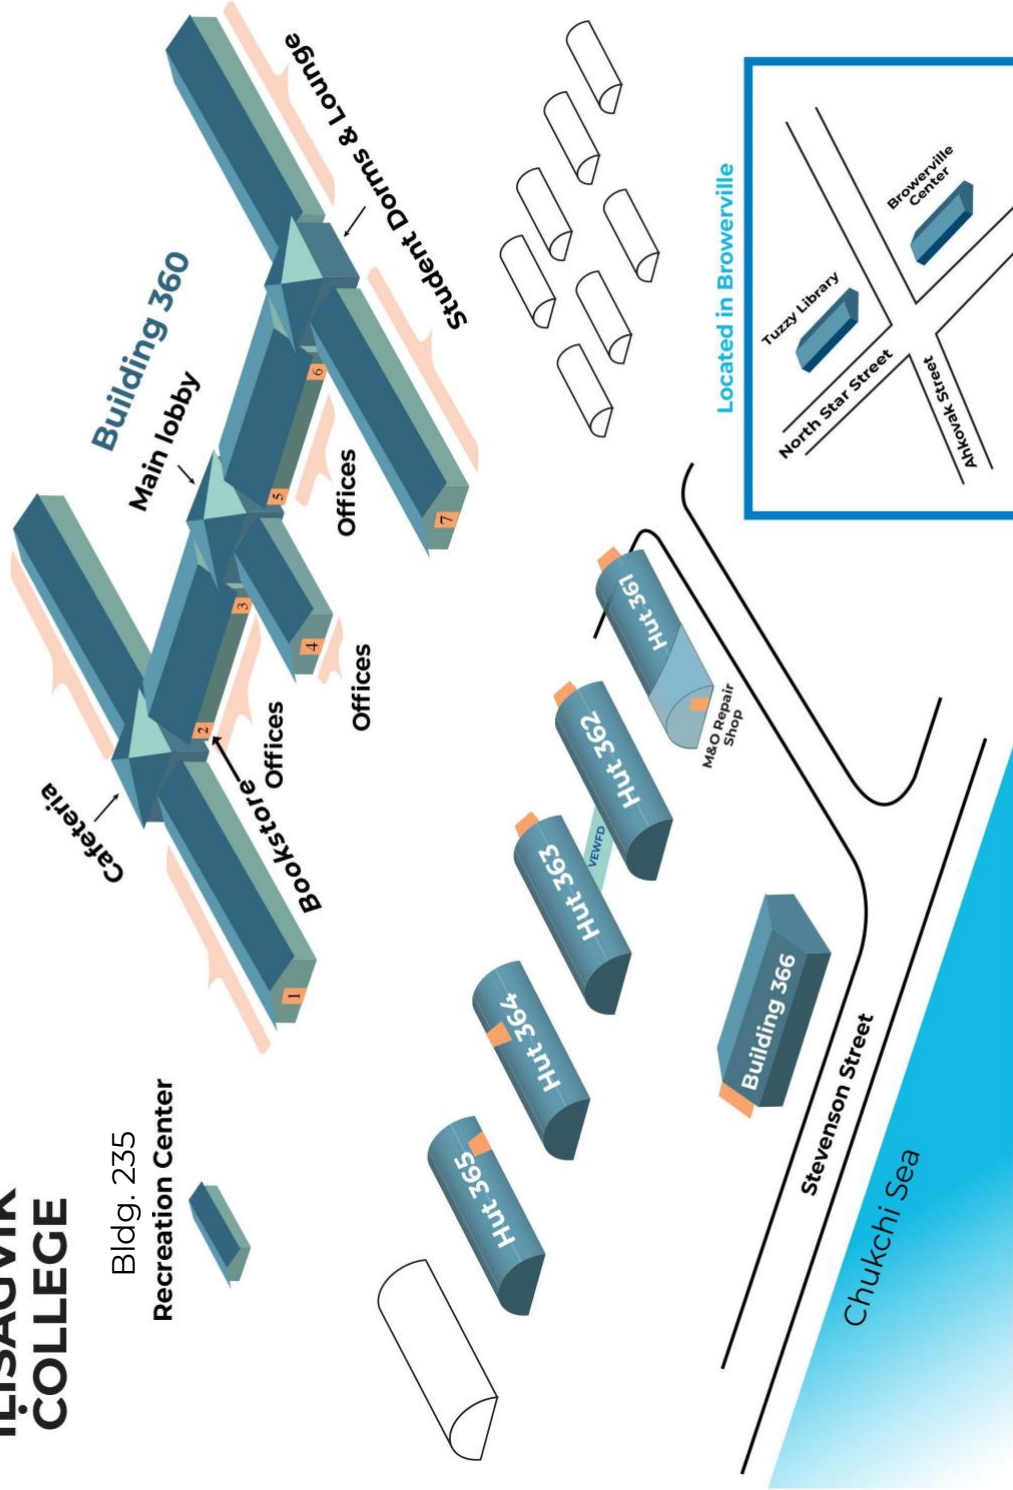 COLLEGE
Bldg. 235
Recreation Center
Building 360
Main lobby
Cafeteria
Bookstore
Offices
Offices
Offices
Student Dorms & Lounge
1
2
3
4
5
6
7
Hut 365
Hut 364
Hut 363
VEWFD
Hut 362
Hut 361
M&O Repair
Shop
Building 366
Stevenson Street
Chukchi Sea
Located in Browerville
Tuzzy Library
Browerville
Center
North Star Street
Ahkovak Street